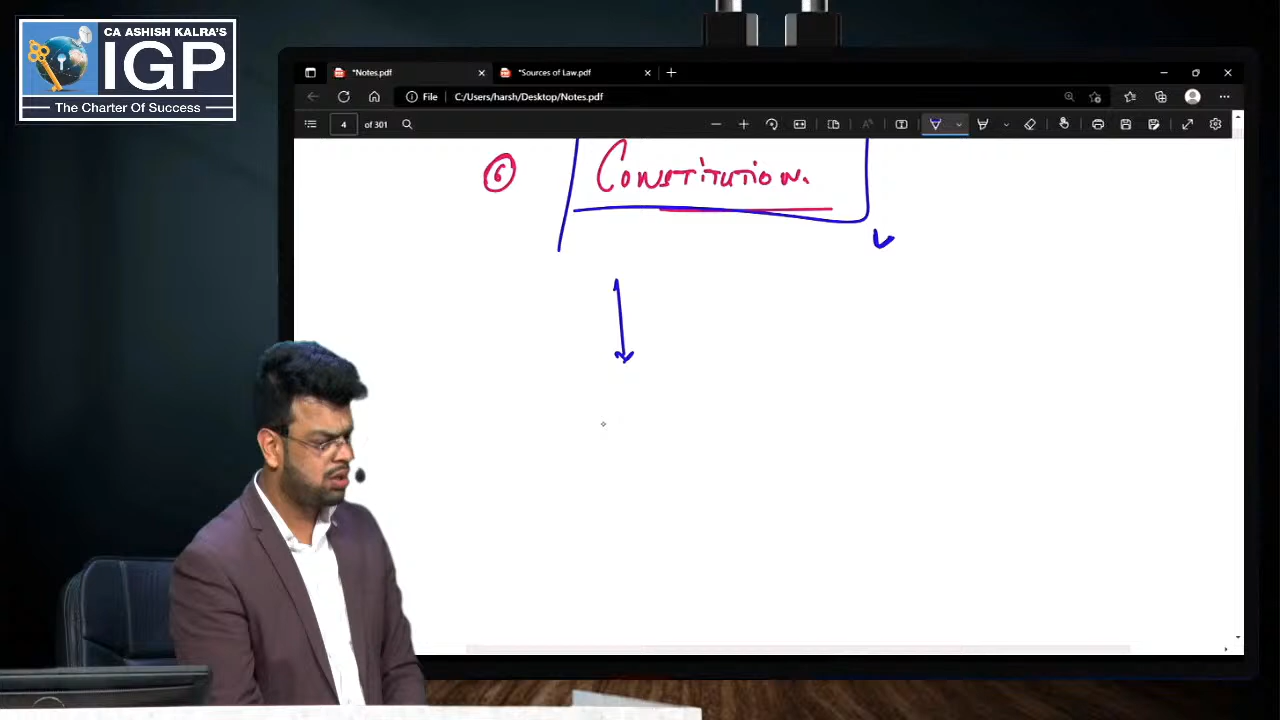 CA ASHISH KALRA'S
IGP
The Charter Of Success
*Notes.pdf
*Sources of Law.pdf
File
C:/Users/harsh/Desktop/Notes.pdf
4 of 301
6 Constitution.